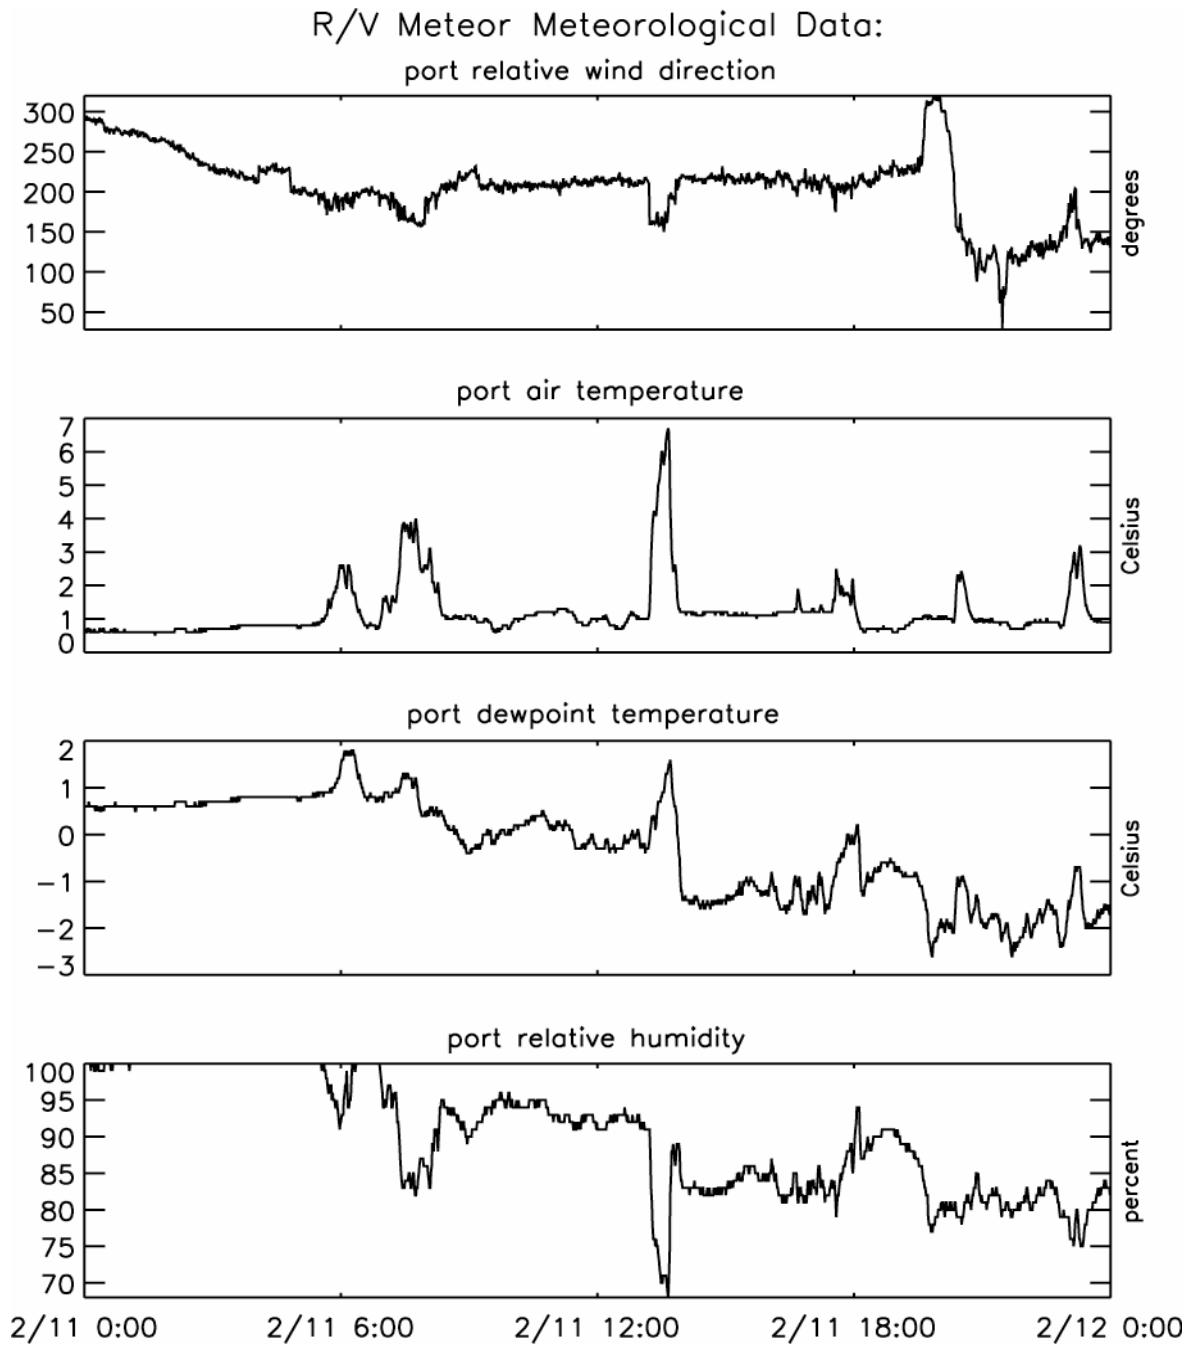 R/V Meteor Meteorological Data:
port relative wind direction
300
250
200
150
100
50
degrees
port air temperature
7
6
5
4
3
2
1
0
Celsius
port dewpoint temperature
2
1
0
−1
−2
−3
Celsius
port relative humidity
100
95
90
85
80
75
70
percent
2/11 0:00 2/11 6:00 2/11 12:00 2/11 18:00 2/12 0:00